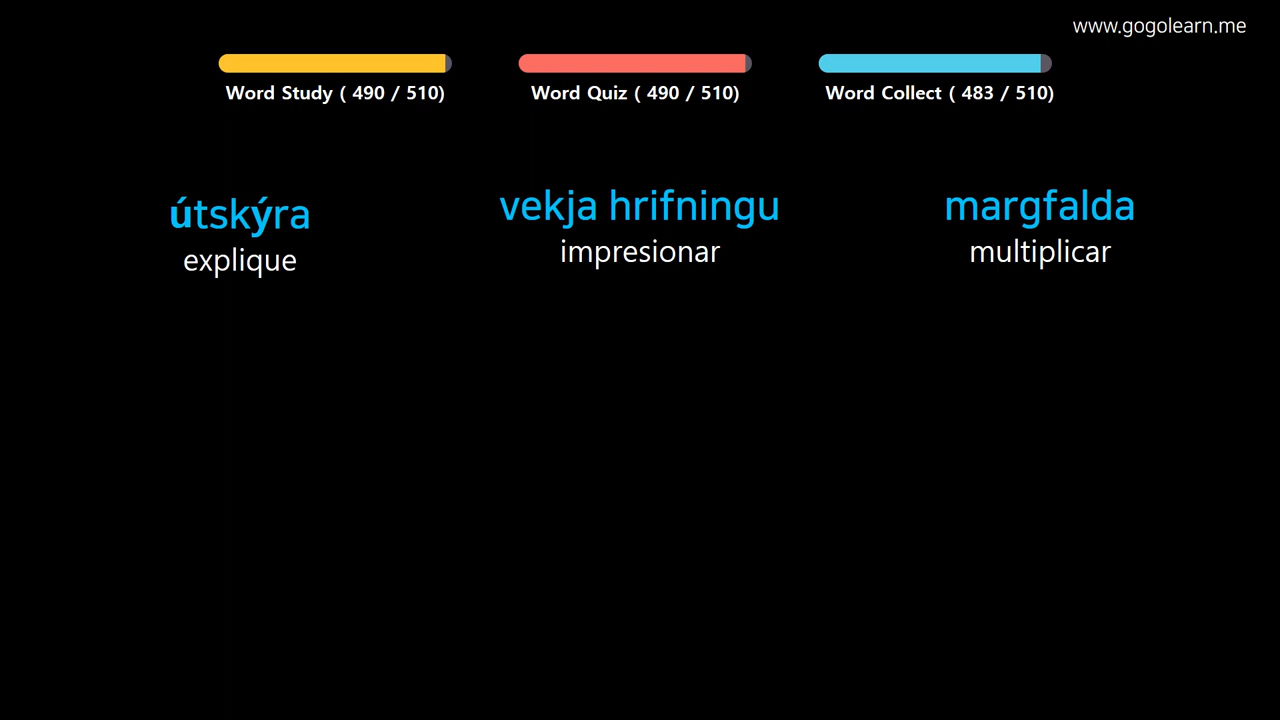 www.gogolearn.me
Word Study ( 490 / 510)
Word Quiz ( 490 / 510)
Word Collect ( 483 / 510)
útskýra
explique
vekja hrifningu
impresionar
margfalda
multiplicar